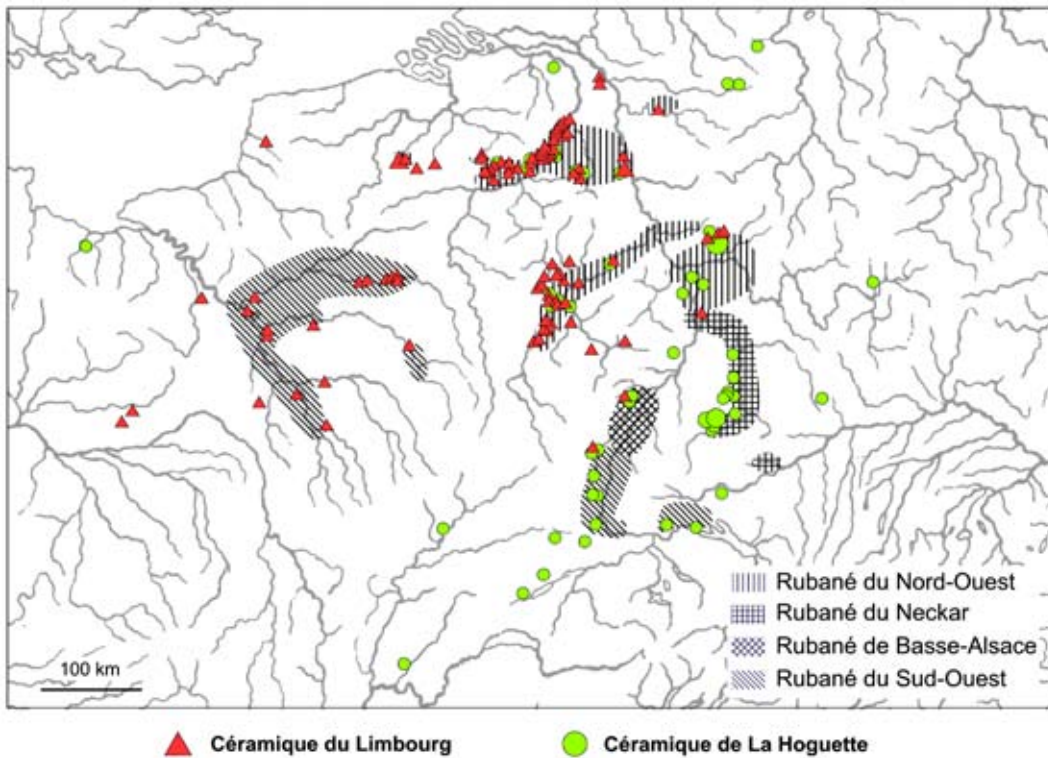 Rubané du Nord-Ouest
Rubané du Neckar
Rubané de Basse-Alsace
Rubané du Sud-Ouest
100 km
Céramique du Limbourg
Céramique de La Hoguette